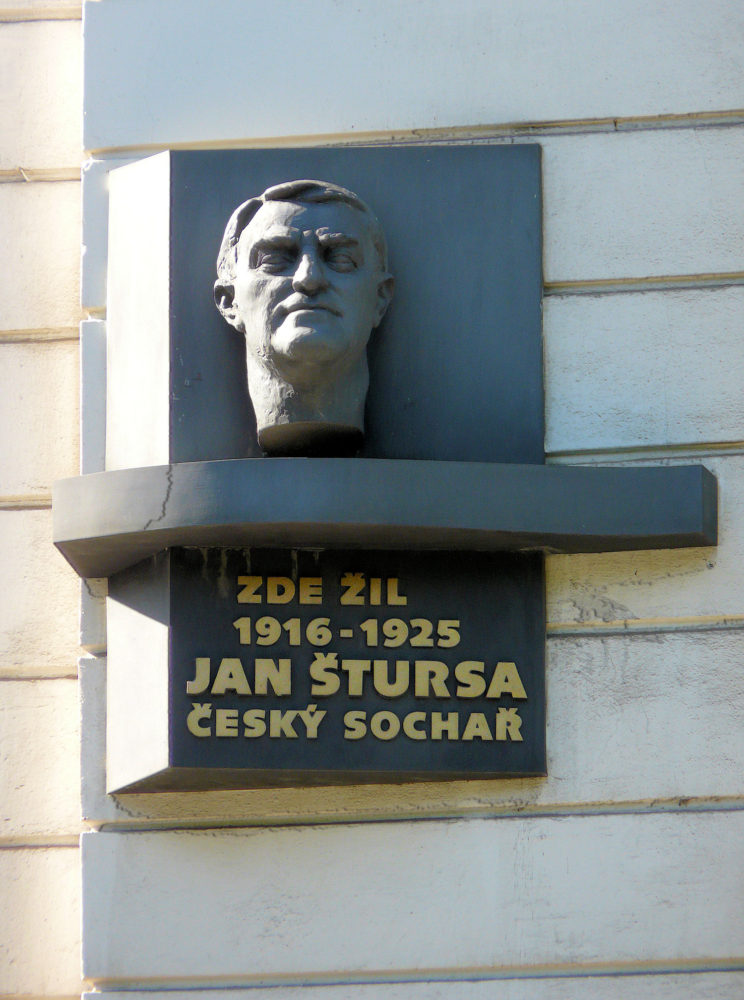 ZDE ŽIL
1916-1925
JAN ŠTURSA
ČESKÝ SOCHAŘ